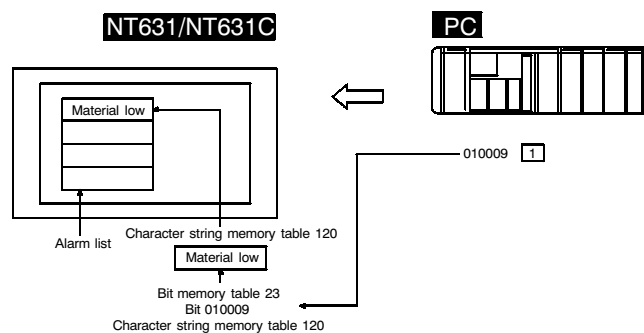 NT631/NT631C
PC
Material low
010009 1
Alarm list
Character string memory table 120
Material low
Bit memory table 23
Bit 010009
Character string memory table 120